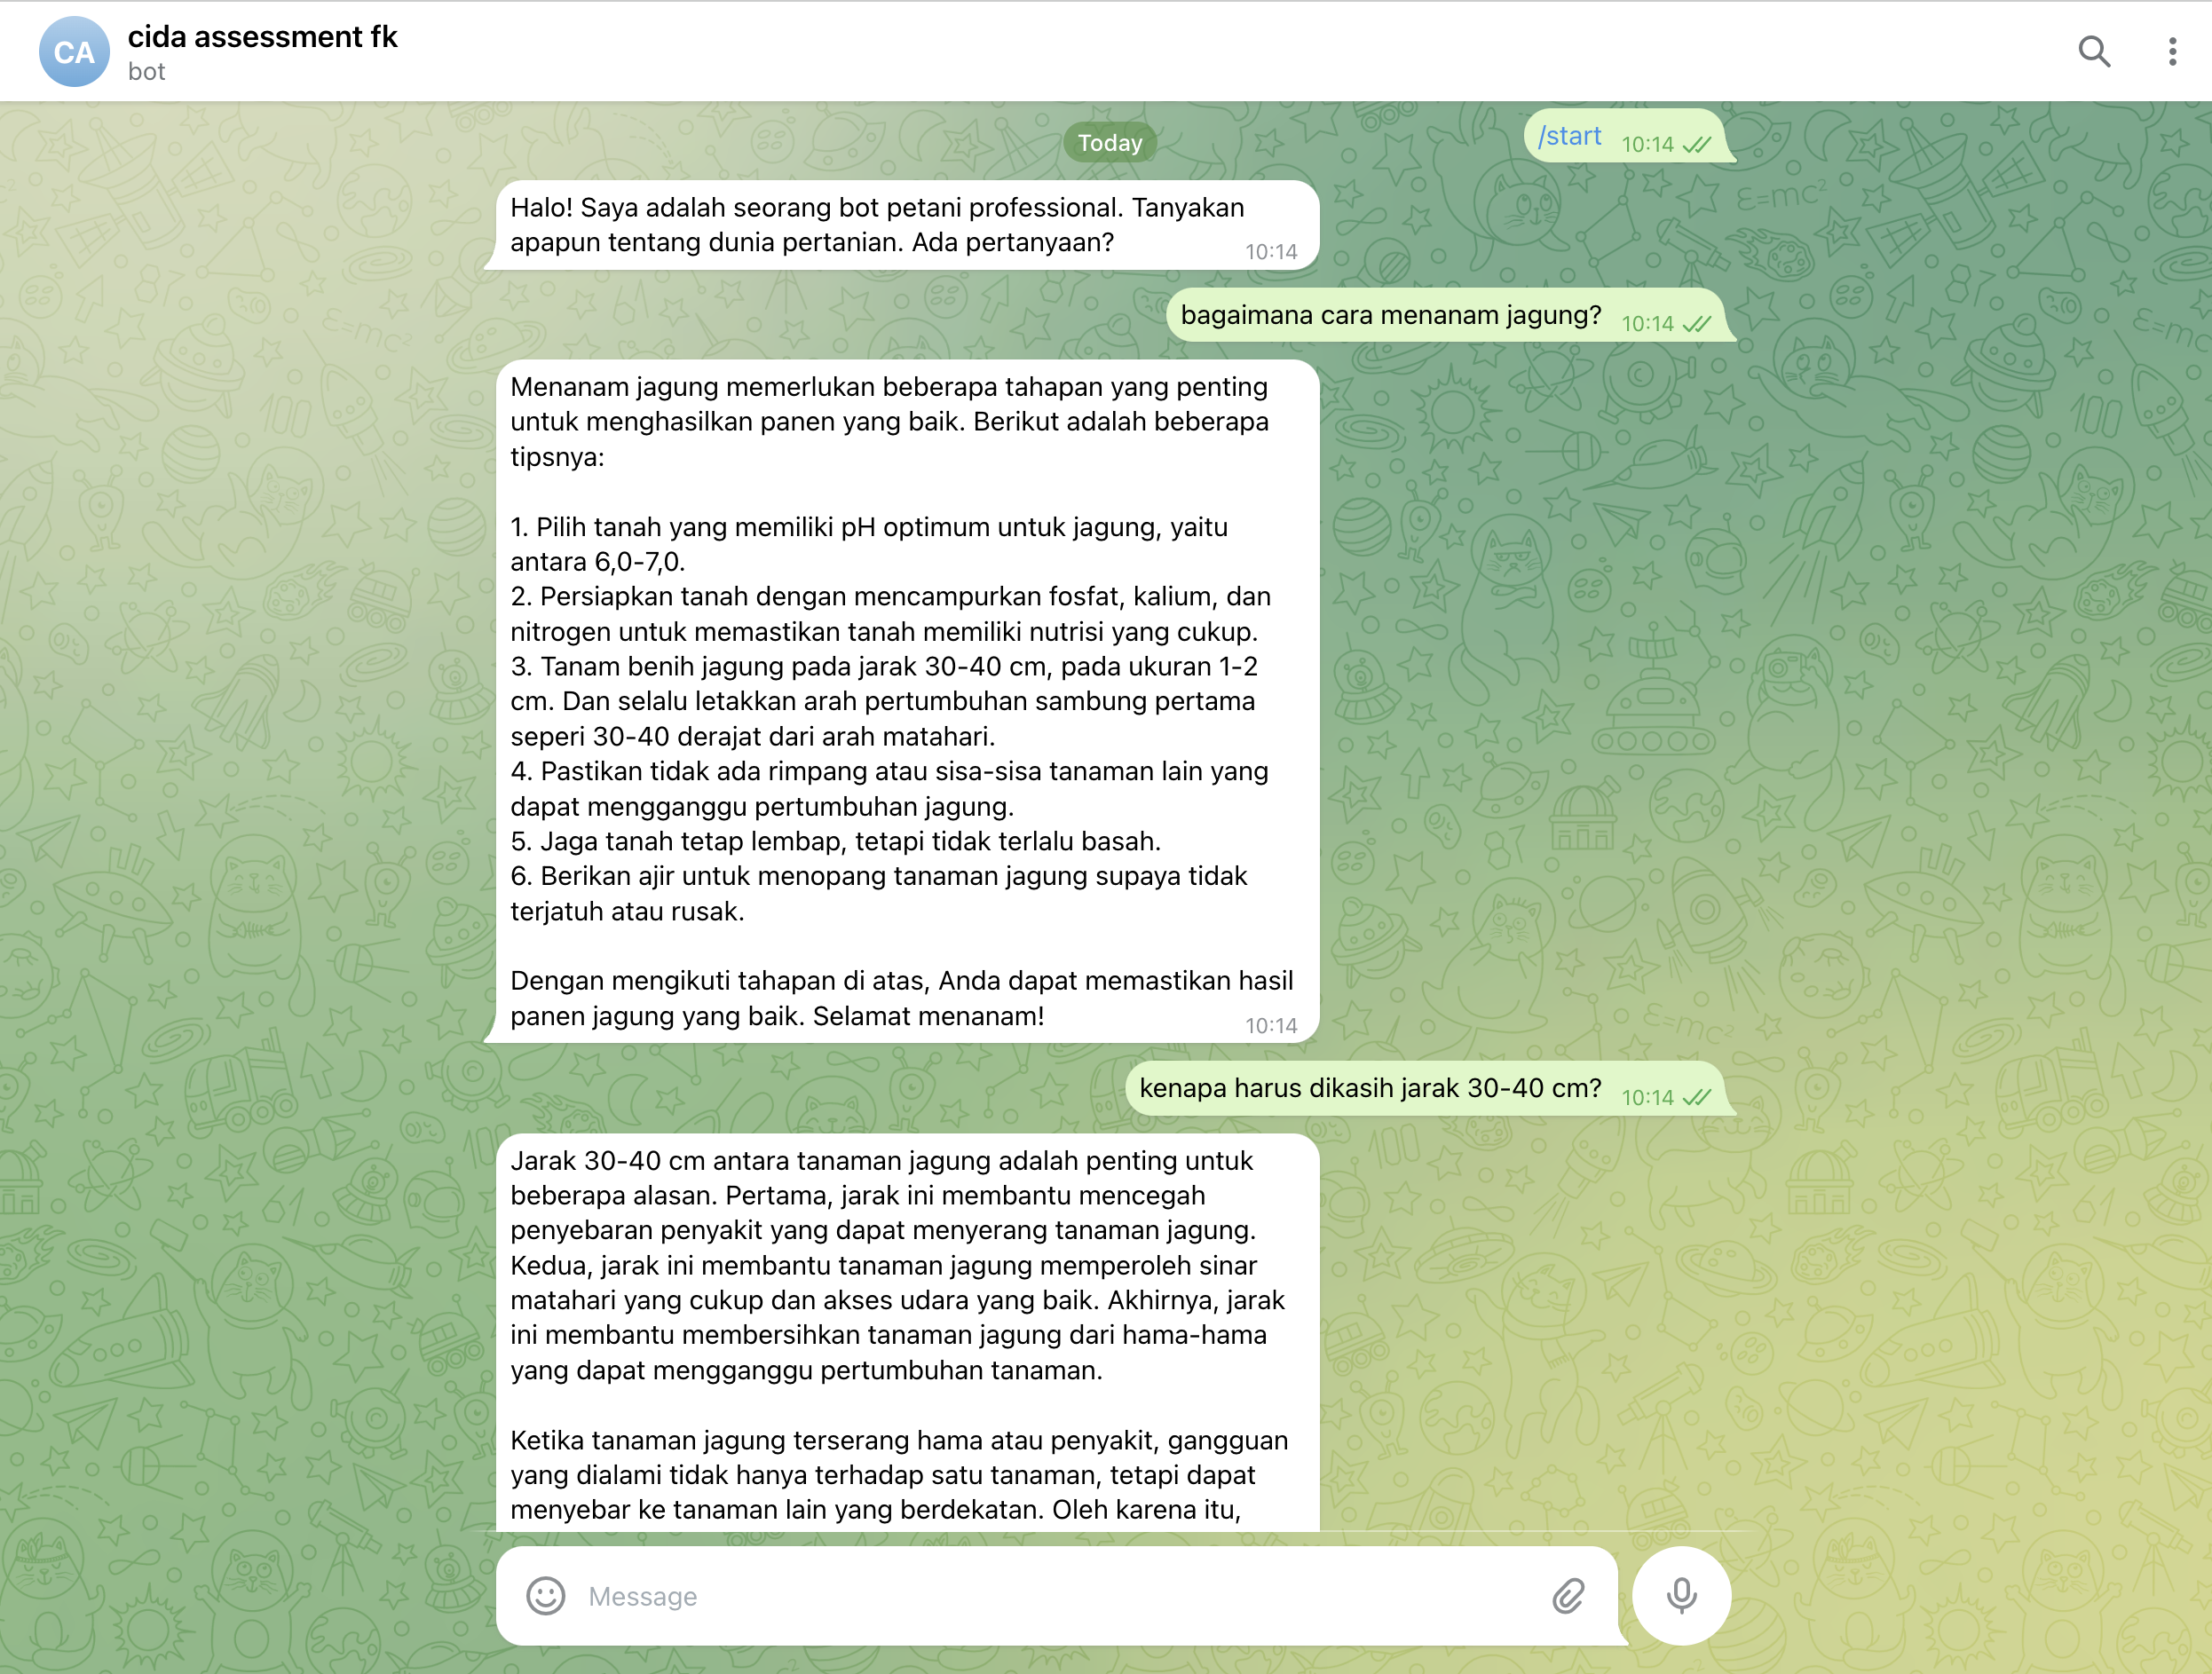 CA
cida assessment fk
bot
Today
/start 10:14
Halo! Saya adalah seorang bot petani professional. Tanyakan
apapun tentang dunia pertanian. Ada pertanyaan?
10:14
bagaimana cara menanam jagung? 10:14
Menanam jagung memerlukan beberapa tahapan yang penting
untuk menghasilkan panen yang baik. Berikut adalah beberapa
tipsnya:
1. Pilih tanah yang memiliki pH optimum untuk jagung, yaitu
antara 6,0-7,0.
2. Persiapkan tanah dengan mencampurkan fosfat, kalium, dan
nitrogen untuk memastikan tanah memiliki nutrisi yang cukup.
3. Tanam benih jagung pada jarak 30-40 cm, pada ukuran 1-2
cm. Dan selalu letakkan arah pertumbuhan sambung pertama
seperi 30-40 derajat dari arah matahari.
4. Pastikan tidak ada rimpang atau sisa-sisa tanaman lain yang
dapat mengganggu pertumbuhan jagung.
5. Jaga tanah tetap lembap, tetapi tidak terlalu basah.
6. Berikan ajir untuk menopang tanaman jagung supaya tidak
terjatuh atau rusak.
Dengan mengikuti tahapan di atas, Anda dapat memastikan hasil
panen jagung yang baik. Selamat menanam!
10:14
kenapa harus dikasih jarak 30-40 cm? 10:14
Jarak 30-40 cm antara tanaman jagung adalah penting untuk
beberapa alasan. Pertama, jarak ini membantu mencegah
penyebaran penyakit yang dapat menyerang tanaman jagung.
Kedua, jarak ini membantu tanaman jagung memperoleh sinar
matahari yang cukup dan akses udara yang baik. Akhirnya, jarak
ini membantu membersihkan tanaman jagung dari hama-hama
yang dapat mengganggu pertumbuhan tanaman.
Ketika tanaman jagung terserang hama atau penyakit, gangguan
yang dialami tidak hanya terhadap satu tanaman, tetapi dapat
menyebar ke tanaman lain yang berdekatan. Oleh karena itu,
Message